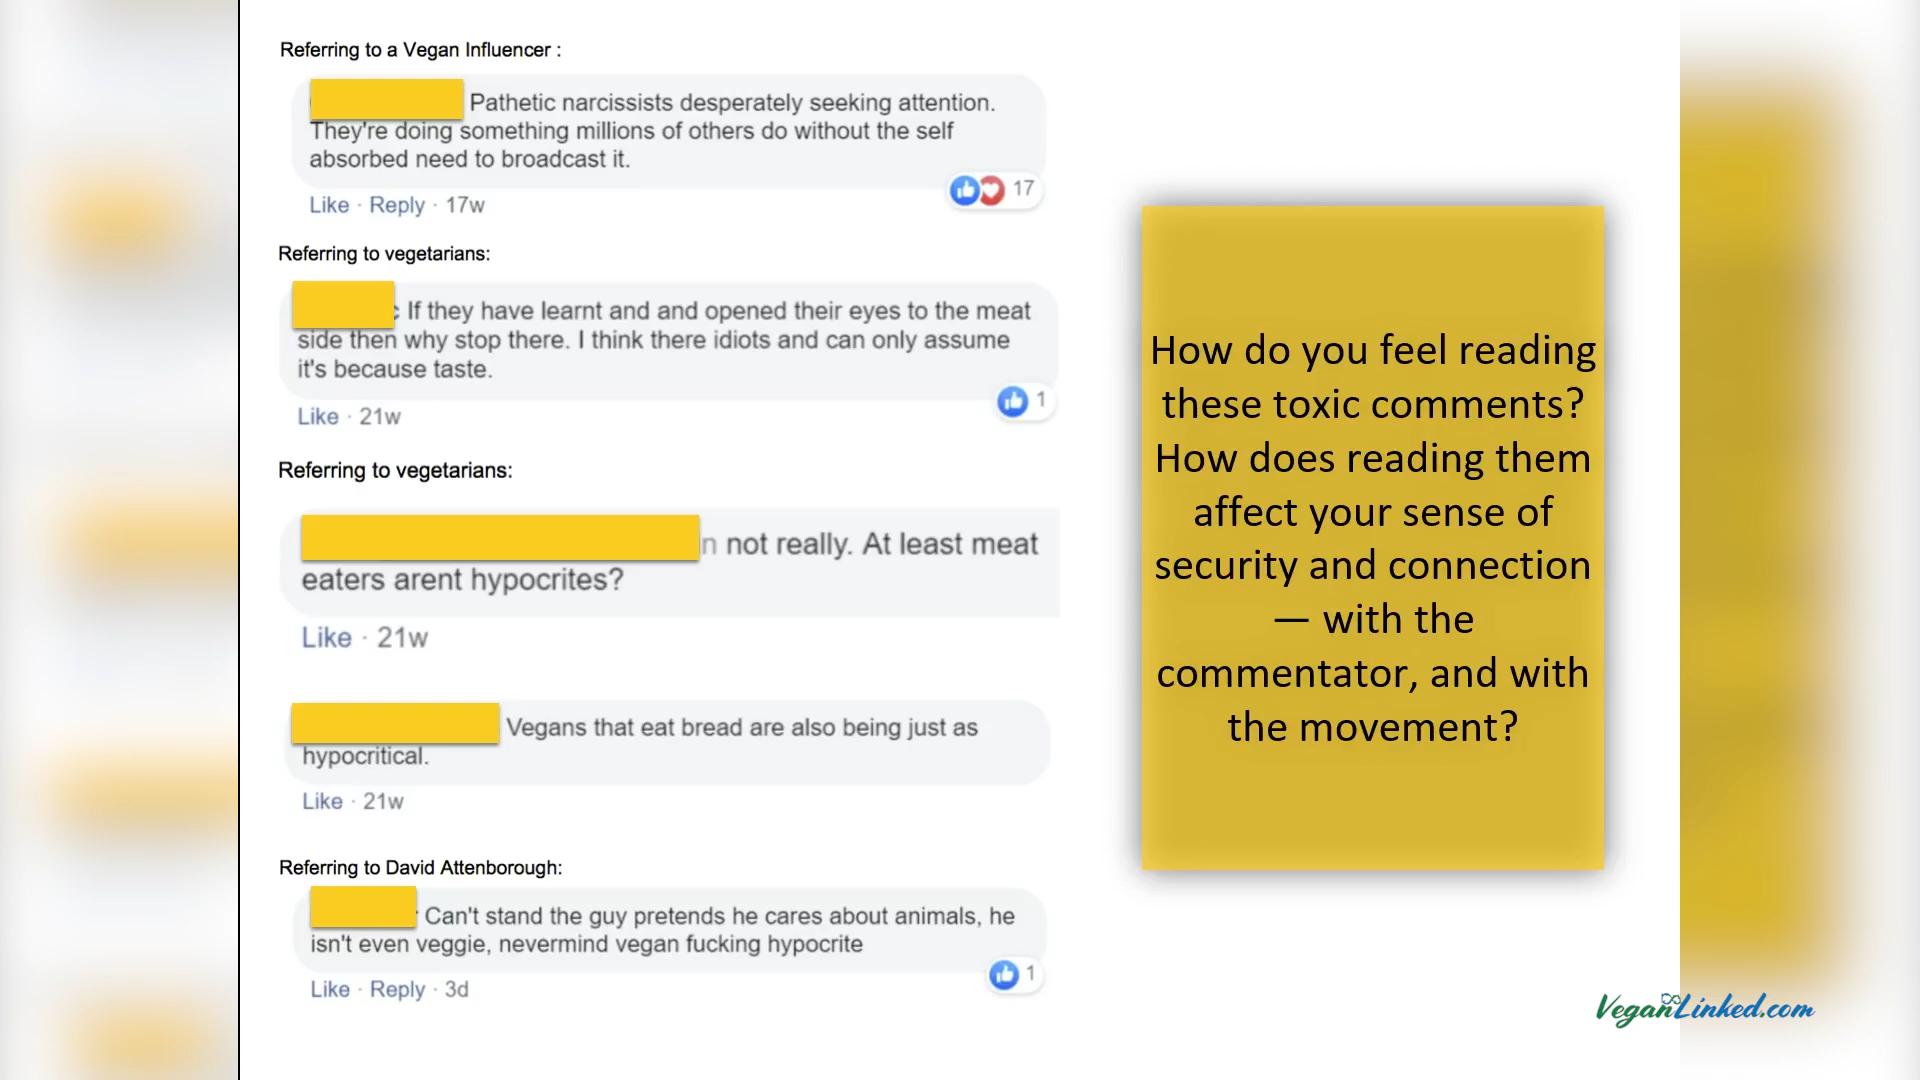 Referring to a Vegan Influencer :
Pathetic narcissists desperately seeking attention.
They're doing something millions of others do without the self
absorbed need to broadcast it.
17
Like · Reply · 17w
Referring to vegetarians:
If they have learnt and and opened their eyes to the meat
side then why stop there. I think there idiots and can only assume
it's because taste.
1
Like · 21w
Referring to vegetarians:
n not really. At least meat
eaters arent hypocrites?
Like · 21w
Vegans that eat bread are also being just as
hypocritical.
Like · 21w
Referring to David Attenborough:
Can't stand the guy pretends he cares about animals, he
isn't even veggie, nevermind vegan fucking hypocrite
1
Like · Reply · 3d
How do you feel reading
these toxic comments?
How does reading them
affect your sense of
security and connection
— with the
commentator, and with
the movement?
VeganLinked.com